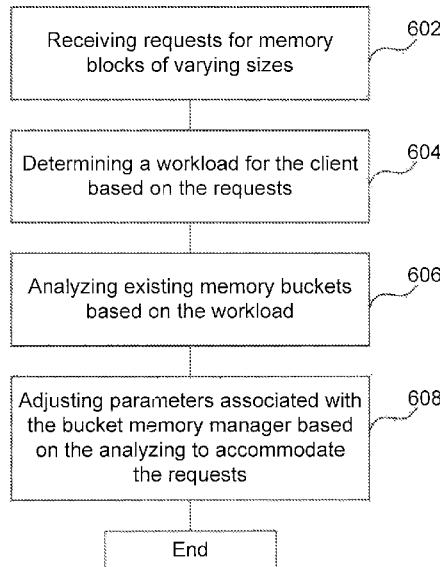 Receiving requests for memory
blocks of varying sizes
602
Determining a workload for the client
based on the requests
604
Analyzing existing memory buckets
based on the workload
606
Adjusting parameters associated with
the bucket memory manager based
on the analyzing to accommodate
the requests
608
End